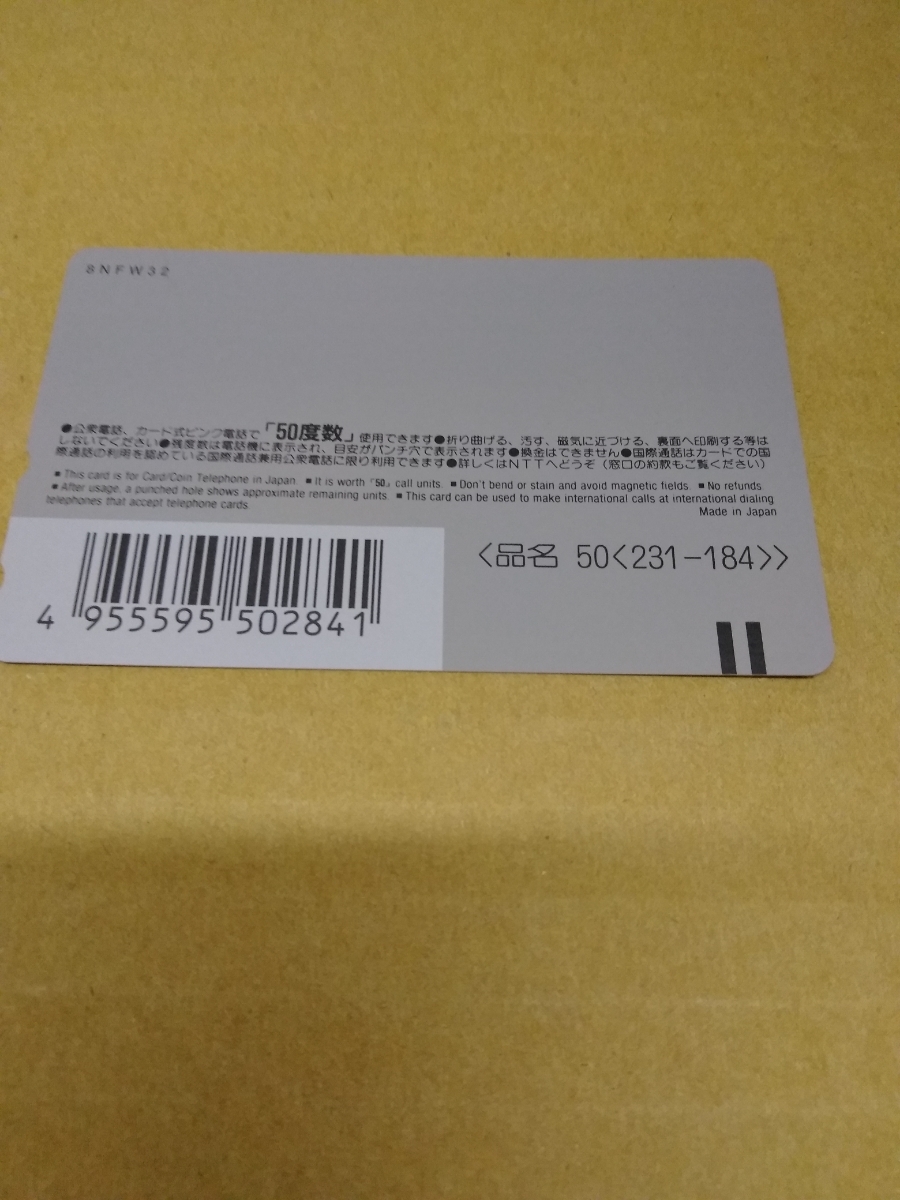 8NFW32
●公衆電話、カード式ピンク電話で「50度数」使用できます●折り曲げる、汚す、磁気に近づける、裏面へ印刷する等は
しないでください●残度数は電話機に表示され、目安がパンチ穴で表示されます●換金はできません●国際通話はカードでの国
際通話の利用を認めている国際通話兼用公衆電話に限り利用できます●詳しくはNTTへどうぞ（窓口の約款もご覧ください）
■This card is for Card/Coin Telephone in Japan. ■It is worth「50」call units. ■Don't bend or stain and avoid magnetic fields. ■No refunds.
■After usage, a punched hole shows approximate remaining units. ■This card can be used to make international calls at international dialing
telephones that accept telephone cards.
Made in Japan
<品名 50<231-184>>
4 955595 502841